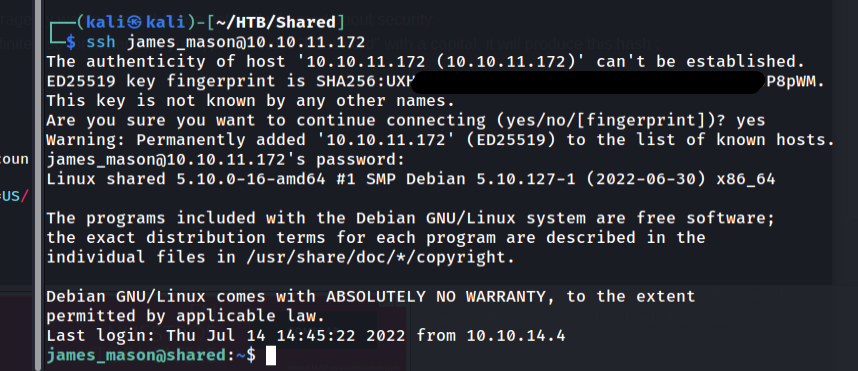 ┌──(kali㉿kali)-[~/HTB/Shared]
└─$ ssh james_mason@10.10.11.172
The authenticity of host '10.10.11.172 (10.10.11.172)' can't be established.
ED25519 key fingerprint is SHA256:UXH P8pWM.
This key is not known by any other names.
Are you sure you want to continue connecting (yes/no/[fingerprint])? yes
Warning: Permanently added '10.10.11.172' (ED25519) to the list of known hosts.
james_mason@10.10.11.172's password:
coun
Linux shared 5.10.0-16-amd64 #1 SMP Debian 5.10.127-1 (2022-06-30) x86_64
=US/
The programs included with the Debian GNU/Linux system are free software;
the exact distribution terms for each program are described in the
individual files in /usr/share/doc/*/copyright.
Debian GNU/Linux comes with ABSOLUTELY NO WARRANTY, to the extent
permitted by applicable law.
Last login: Thu Jul 14 14:45:22 2022 from 10.10.14.4
james_mason@shared:~$